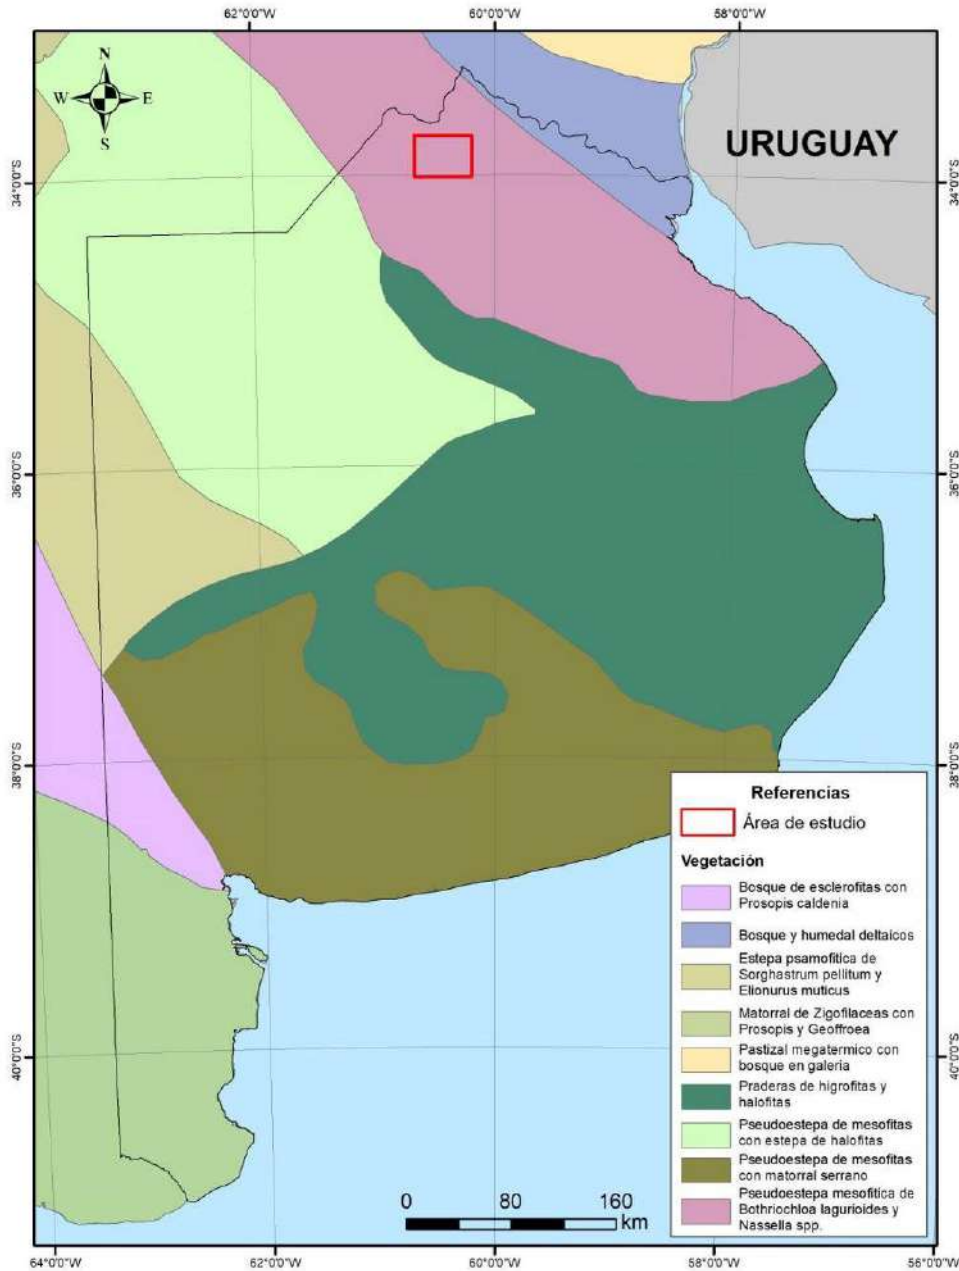 62°0'0"W
60°0'0"W
58°0'0"W
N
W
E
S
URUGUAY
34°0'0"S
34°0'0"S
36°0'0"S
36°0'0"S
38°0'0"S
38°0'0"S
40°0'0"S
40°0'0"S
Referencias
Área de estudio
Vegetación
Bosque de esclerofitas con
Prosopis caldenia
Bosque y humedal deltaicos
Estepa psamofitica de
Sorghastrum pellitum y
Elionurus muticus
Matorral de Zigofilaceas con
Prosopis y Geoffroea
Pastizal megatermico con
bosque en galeria
Praderas de higrofitas y
halofitas
Pseudoestepa de mesofitas
con estepa de halofitas
Pseudoestepa de mesofitas
con matorral serrano
Pseudoestepa mesofitica de
Bothriochloa lagurioides y
Nassella spp.
0
80
160
km
64°0'0"W
62°0'0"W
60°0'0"W
58°0'0"W
56°0'0"W